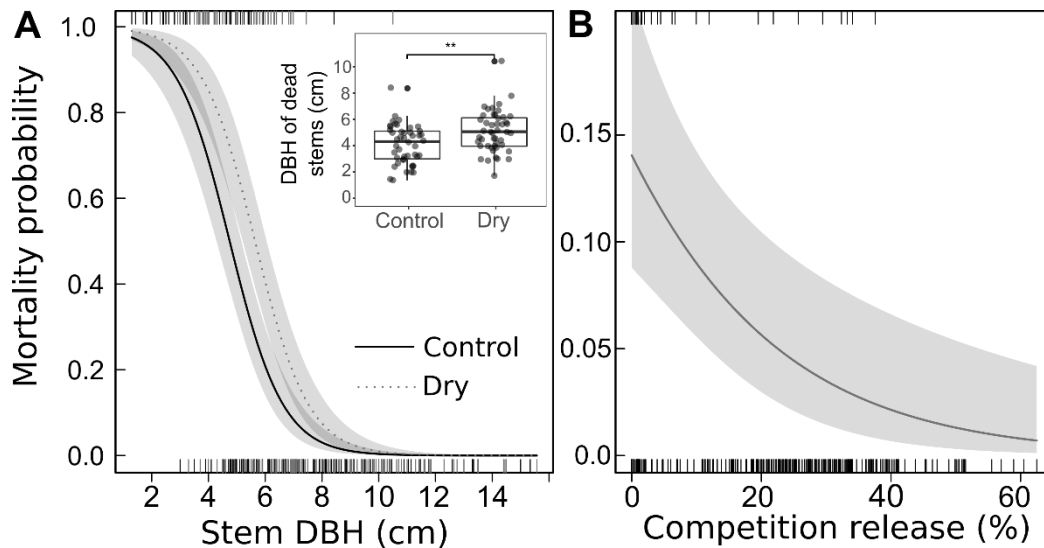 A
Mortality probability
1.0
0.8
0.6
0.4
0.2
0.0
2 4 6 8 10 12 14
Stem DBH (cm)
DBH of dead
stems (cm)
10
8
6
4
2
0
**
Control Dry
Control
Dry
B
0.15
0.10
0.05
0.0
0 20 40 60
Competition release (%)